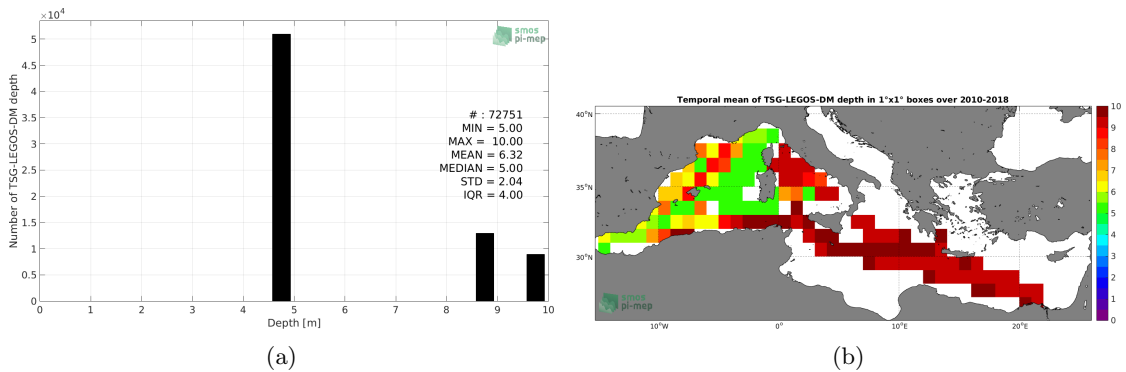 ×10⁴
5
4.5
4
3.5
3
2.5
2
1.5
1
0.5
0
Number of TSG-LEGOS-DM depth
smos
pi-mep
# : 72751
MIN = 5.00
MAX = 10.00
MEAN = 6.32
MEDIAN = 5.00
STD = 2.04
IQR = 4.00
0 1 2 3 4 5 6 7 8 9 10
Depth [m]
(a)
Temporal mean of TSG-LEGOS-DM depth in 1°x1° boxes over 2010-2018
40°N
35°N
30°N
smos
pi-mep
10°W 0° 10°E 20°E
10
9
8
7
6
5
4
3
2
1
0
(b)